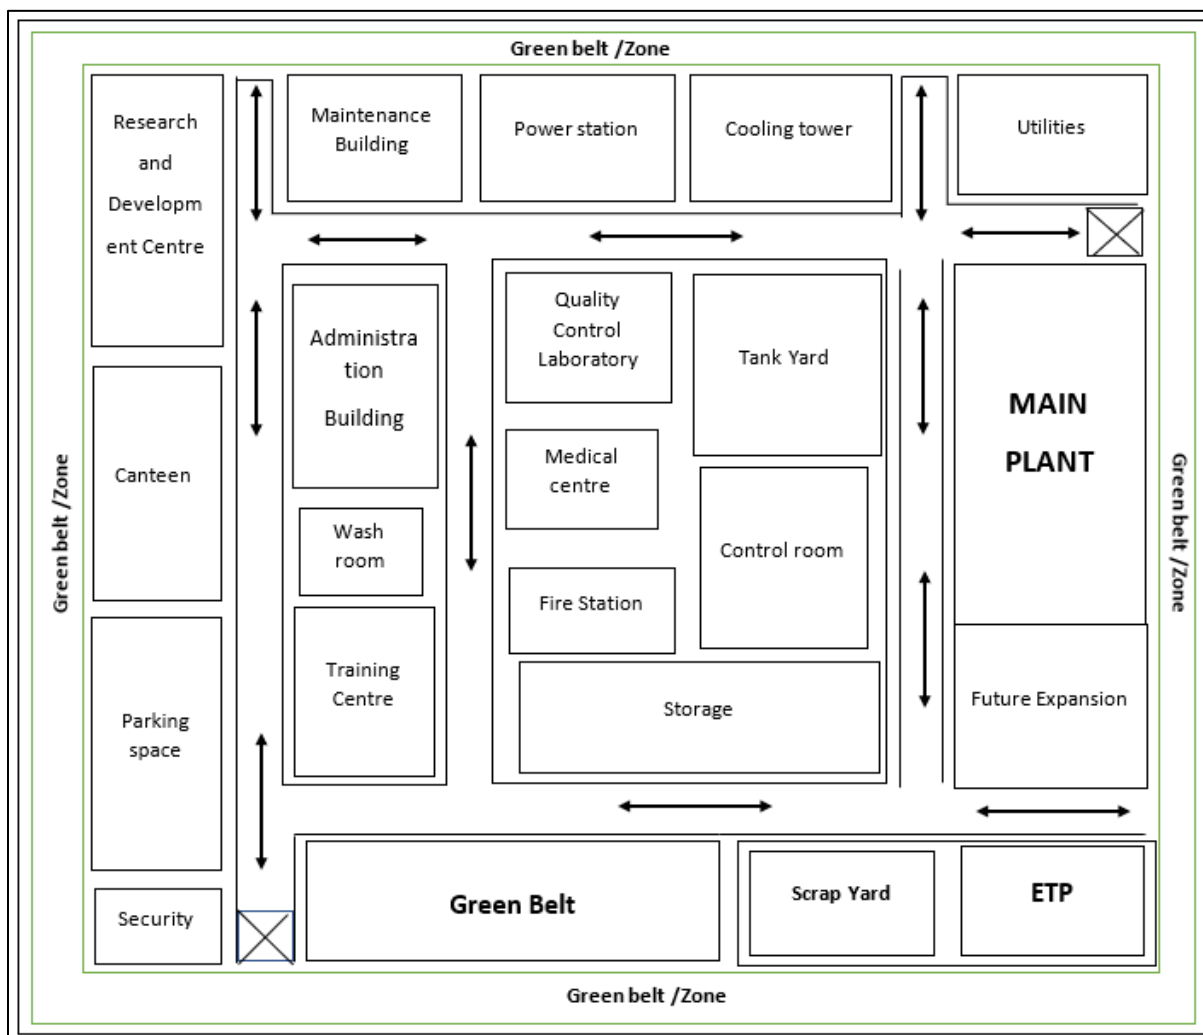 Green belt /Zone
Research
and
Developm
ent Centre
Maintenance
Building
Power station
Cooling tower
Utilities
Administra
tion
Building
Quality
Control
Laboratory
Tank Yard
MAIN
PLANT
Canteen
Medical
centre
Wash
room
Control room
Fire Station
Green belt /Zone
Green belt /Zone
Training
Centre
Parking
space
Storage
Future Expansion
Security
Green Belt
Scrap Yard
ETP
Green belt /Zone